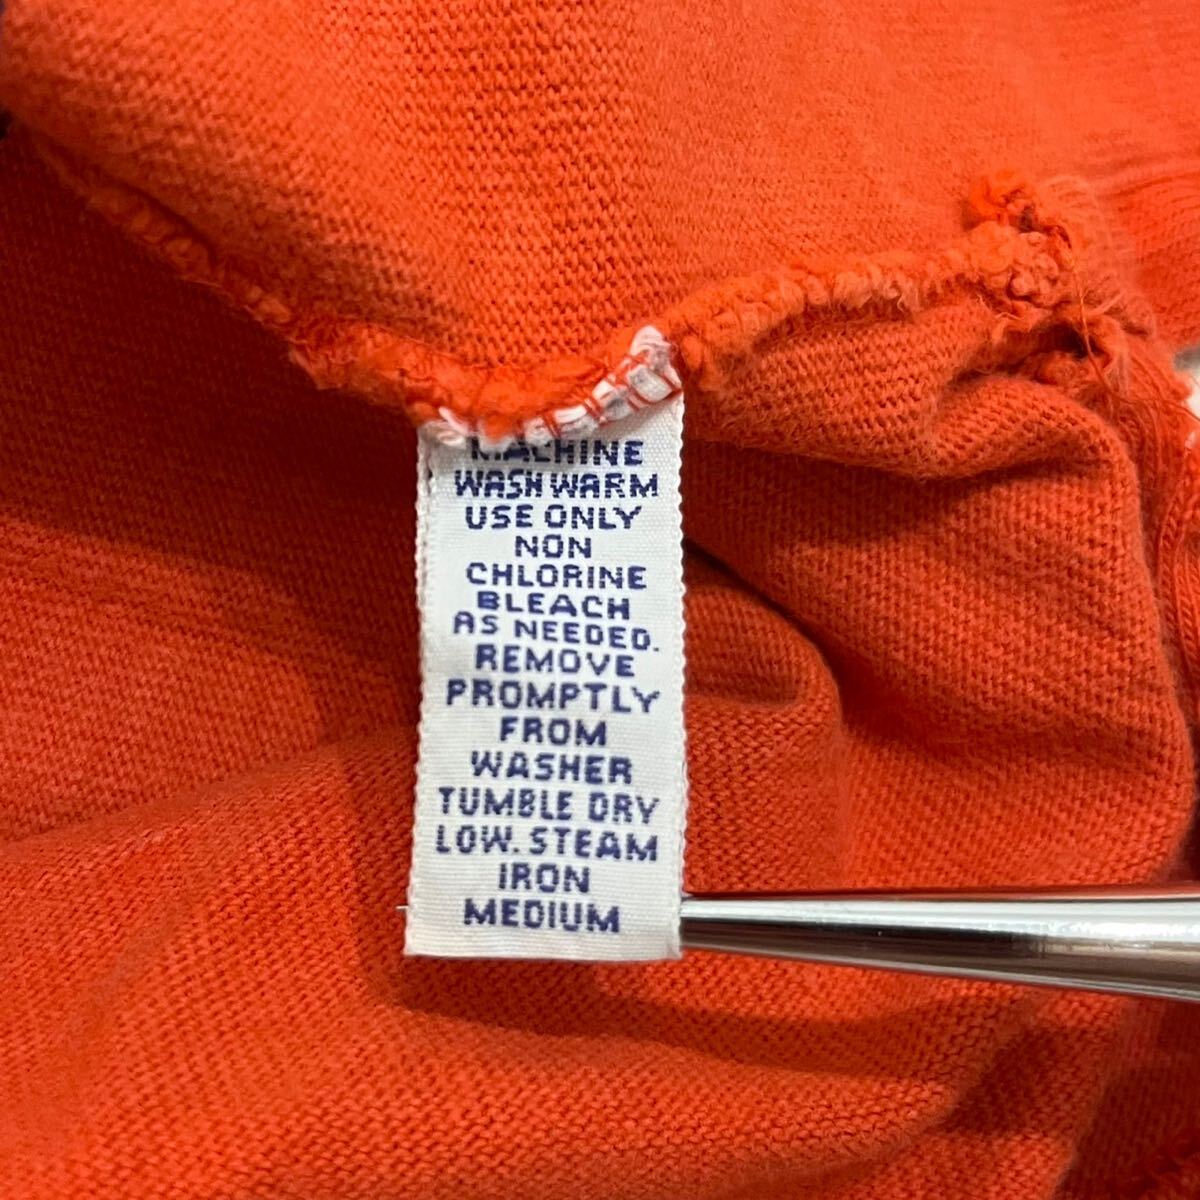 MACHINE
WASH WARM
USE ONLY
NON
CHLORINE
BLEACH
AS NEEDED.
REMOVE
PROMPTLY
FROM
WASHER
TUMBLE DRY
LOW. STEAM
IRON
MEDIUM